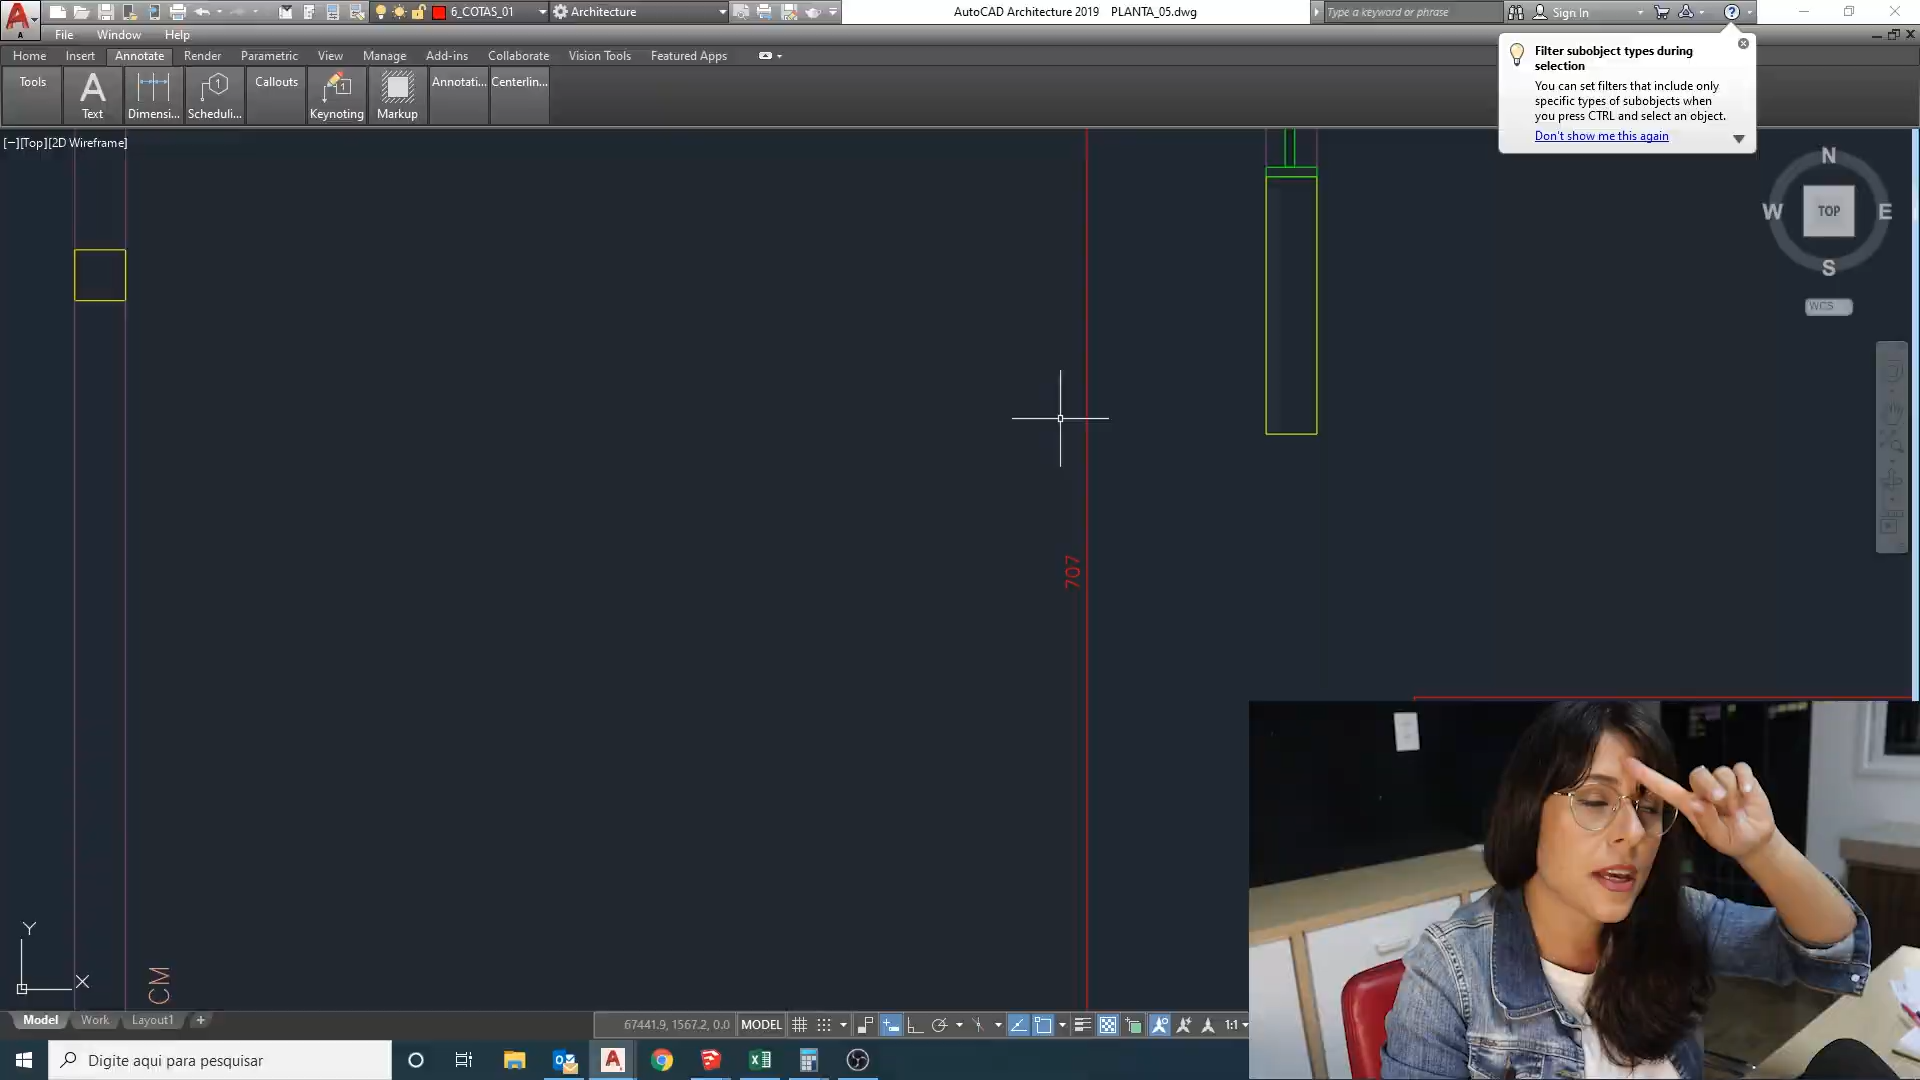 6_COTAS_01
Architecture
AutoCAD Architecture 2019 PLANTA_05.dwg
Type a keyword or phrase
Sign In
File Window Help
Home Insert Annotate Render Parametric View Manage Add-ins Collaborate Vision Tools Featured Apps
Tools
Text
Dimensi...
Scheduli...
Callouts
Keynoting
Markup
Annotati...
Centerlin...
Filter subobject types during
selection
You can set filters that include only
specific types of subobjects when
you press CTRL and select an object.
Don't show me this again
[−][Top][2D Wireframe]
N
W TOP E
S
WCS
707
CM
Y
X
Model Work Layout1 +
67441.9, 1567.2, 0.0 MODEL 1:1
Digite aqui para pesquisar